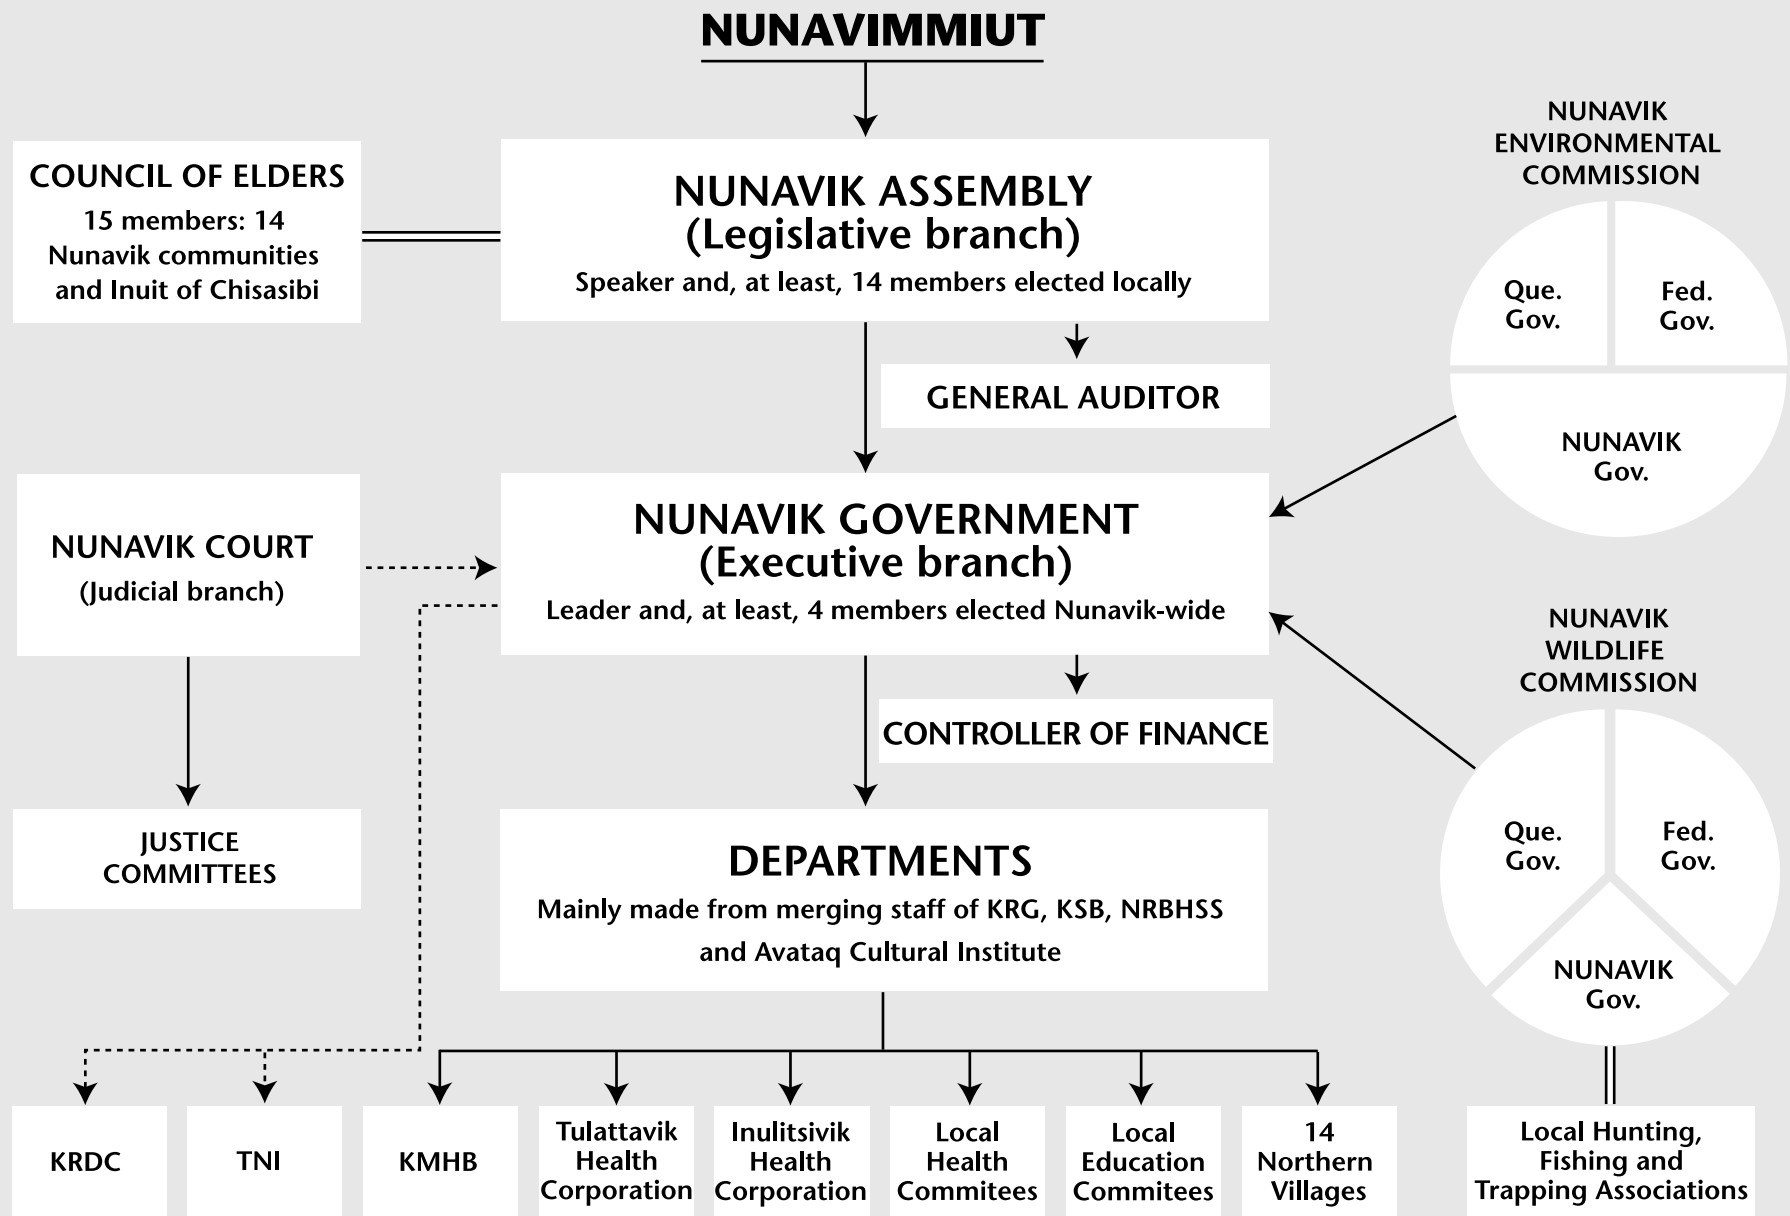 NUNAVIMMIUT
COUNCIL OF ELDERS
15 members: 14
Nunavik communities
and Inuit of Chisasibi
NUNAVIK ASSEMBLY
(Legislative branch)
Speaker and, at least, 14 members elected locally
GENERAL AUDITOR
NUNAVIK
ENVIRONMENTAL
COMMISSION
Que.
Gov.
Fed.
Gov.
NUNAVIK
Gov.
NUNAVIK COURT
(Judicial branch)
NUNAVIK GOVERNMENT
(Executive branch)
Leader and, at least, 4 members elected Nunavik-wide
CONTROLLER OF FINANCE
JUSTICE
COMMITTEES
DEPARTMENTS
Mainly made from merging staff of KRG, KSB, NRBHSS
and Avataq Cultural Institute
NUNAVIK
WILDLIFE
COMMISSION
Que.
Gov.
Fed.
Gov.
NUNAVIK
Gov.
KRDC
TNI
KMHB
Tulattavik
Health
Corporation
Inulitsivik
Health
Corporation
Local
Health
Commitees
Local
Education
Commitees
14
Northern
Villages
Local Hunting,
Fishing and
Trapping Associations